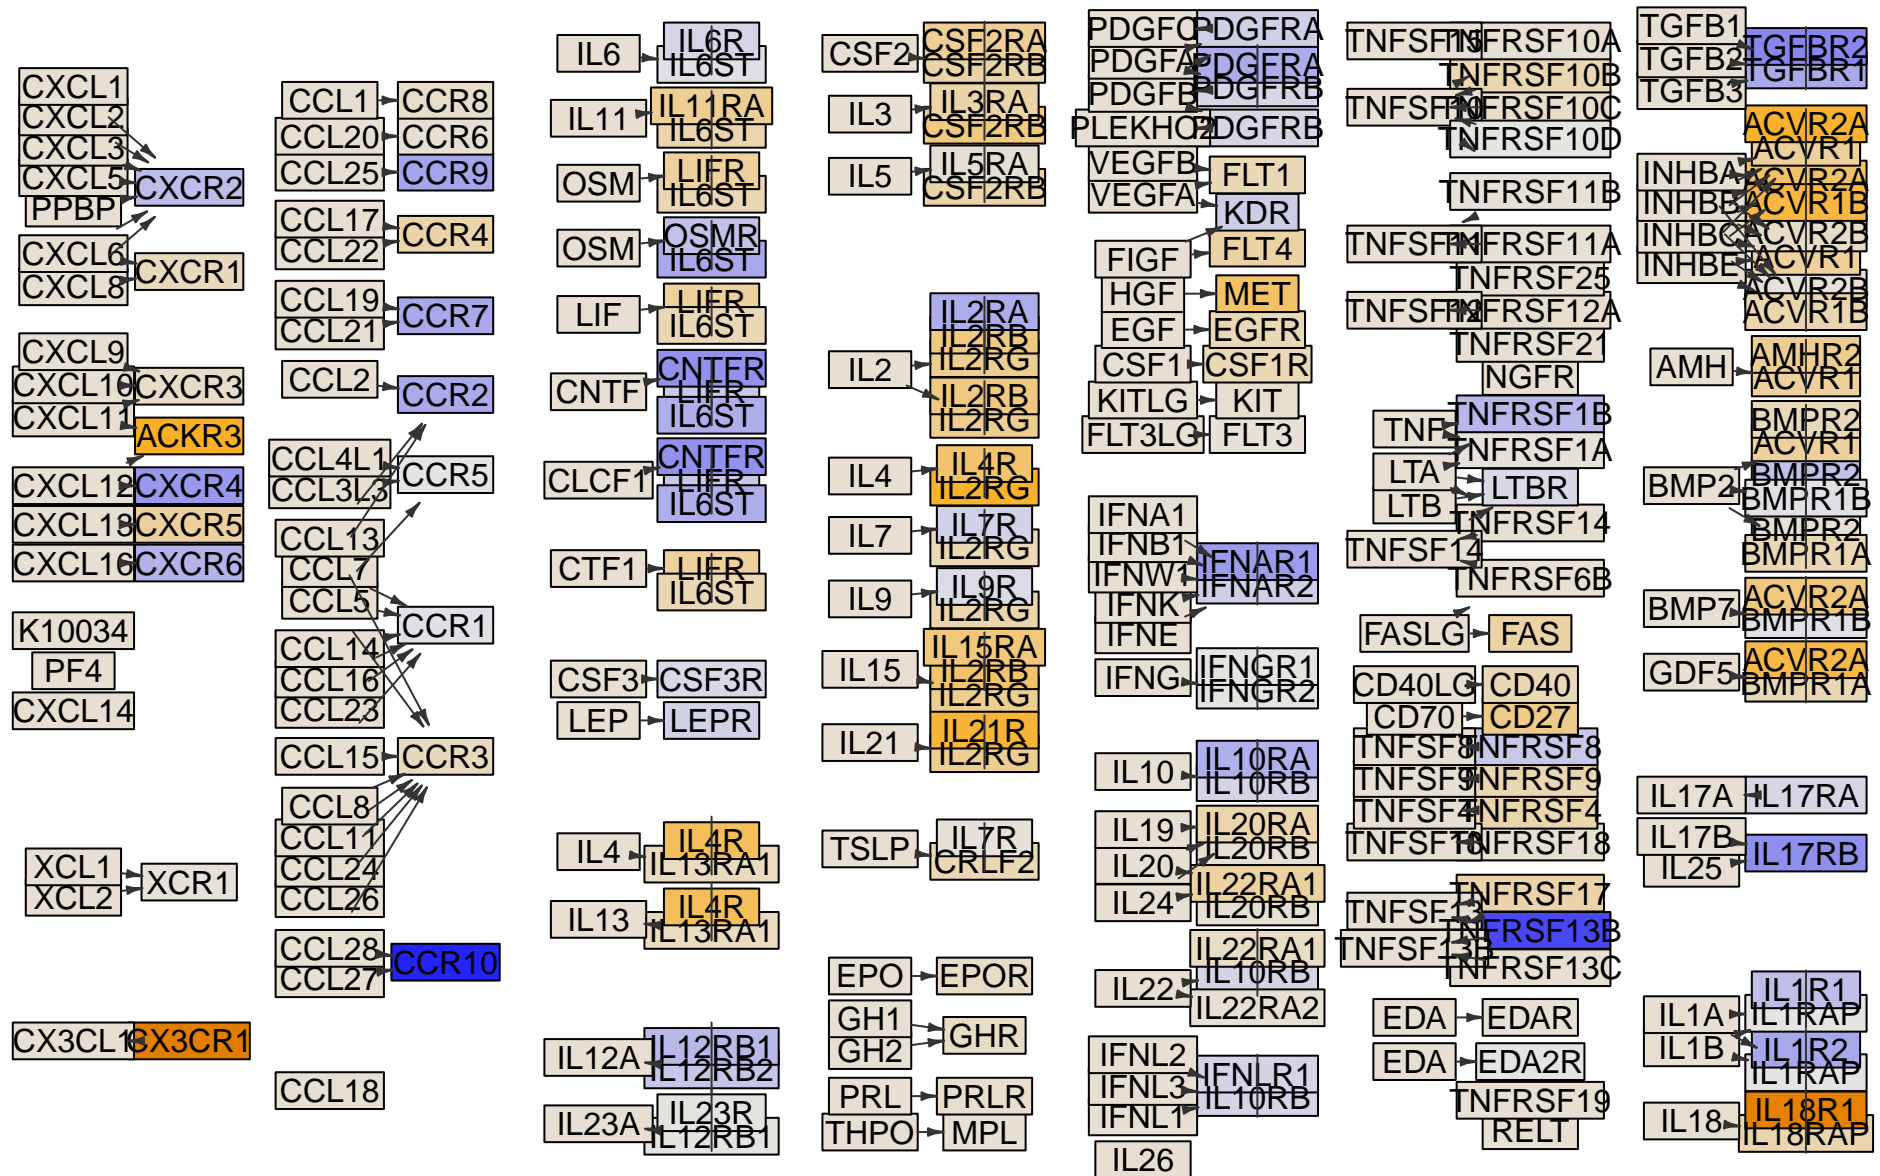 CXCL1
CXCL2
CXCL3
CXCL5
PPBP
CXCR2
CXCL6
CXCL8
CXCR1
CXCL9
CXCL10
CXCL11
CXCR3
ACKR3
CXCL12
CXCR4
CXCL13
CXCR5
CXCL16
CXCR6
K10034
PF4
CXCL14
XCL1
XCL2
XCR1
CX3CL1
CX3CR1
CCL1
CCR8
CCL20
CCR6
CCL25
CCR9
CCL17
CCL22
CCR4
CCL19
CCL21
CCR7
CCL2
CCR2
CCL4L1
CCL3L3
CCR5
CCL13
CCL7
CCL5
CCR1
CCL14
CCL16
CCL23
CCL15
CCR3
CCL8
CCL11
CCL24
CCL26
CCL28
CCL27
CCR10
CCL18
IL6
IL6R
IL6ST
IL11
IL11RA
IL6ST
OSM
LIFR
IL6ST
OSM
OSMR
IL6ST
LIF
LIFR
IL6ST
CNTF
CNTFR
LIFR
IL6ST
CLCF1
CNTFR
LIFR
IL6ST
CTF1
LIFR
IL6ST
CSF3
CSF3R
LEP
LEPR
IL4
IL4R
IL13RA1
IL13
IL4R
IL13RA1
IL12A
IL12RB1
IL12RB2
IL23A
IL23R
IL12RB1
CSF2
CSF2RA
CSF2RB
IL3
IL3RA
CSF2RB
IL5
IL5RA
CSF2RB
IL2
IL2RA
IL2RB
IL2RG
IL2RB
IL2RG
IL4
IL4R
IL2RG
IL7
IL7R
IL2RG
IL9
IL9R
IL2RG
IL15
IL15RA
IL2RB
IL2RG
IL21
IL21R
IL2RG
TSLP
IL7R
CRLF2
EPO
EPOR
GH1
GH2
GHR
PRL
PRLR
THPO
MPL
PDGFC
PDGFRA
PDGFA
PDGFRA
PDGFB
PDGFRB
PLEKHO2
PDGFRB
VEGFB
VEGFA
FLT1
KDR
FIGF
FLT4
HGF
MET
EGF
EGFR
CSF1
CSF1R
KITLG
KIT
FLT3LG
FLT3
IFNA1
IFNB1
IFNW1
IFNK
IFNE
IFNAR1
IFNAR2
IFNG
IFNGR1
IFNGR2
IL10
IL10RA
IL10RB
IL19
IL20
IL24
IL20RA
IL20RB
IL22RA1
IL20RB
IL22
IL22RA1
IL10RB
IL22RA2
IFNL2
IFNL3
IFNL1
IFNLR1
IL10RB
IL26
TNFSF15
TNFRSF10A
TNFRSF10B
TNFSF10
TNFRSF10C
TNFRSF10D
TNFRSF11B
TNFSF11
TNFRSF11A
TNFRSF25
TNFSF12
TNFRSF12A
TNFRSF21
NGFR
TNF
TNFRSF1B
TNFRSF1A
LTA
LTB
LTBR
TNFRSF14
TNFSF14
TNFRSF6B
FASLG
FAS
CD40LG
CD40
CD70
CD27
TNFSF8
TNFRSF8
TNFSF9
TNFRSF9
TNFSF4
TNFRSF4
TNFSF18
TNFRSF18
TNFRSF17
TNFSF13
TNFRSF13B
TNFSF13B
TNFRSF13C
EDA
EDAR
EDA
EDA2R
TNFRSF19
RELT
TGFB1
TGFB2
TGFB3
TGFBR2
TGFBR1
ACVR2A
ACVR1
INHBA
INHBB
INHBC
INHBE
ACVR2A
ACVR1B
ACVR2B
ACVR1
ACVR2B
ACVR1B
AMH
AMHR2
ACVR1
BMPR2
ACVR1
BMP2
BMPR2
BMPR1B
BMPR2
BMPR1A
BMP7
ACVR2A
BMPR1B
GDF5
ACVR2A
BMPR1A
IL17A
IL17RA
IL17B
IL25
IL17RB
IL1A
IL1B
IL1R1
IL1RAP
IL1R2
IL1RAP
IL18
IL18R1
IL18RAP